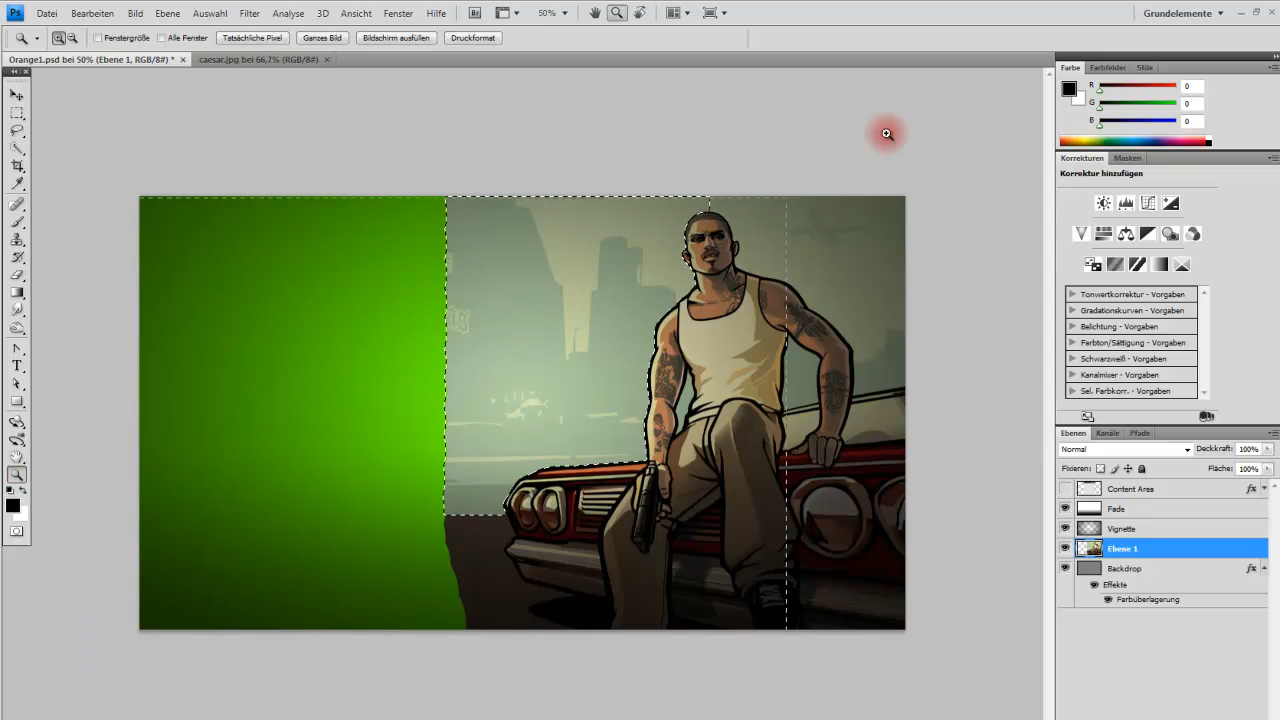 Ps Datei Bearbeiten Bild Ebene Auswahl Filter Analyse 3D Ansicht Fenster Hilfe Br 50% Grundelemente
Fenstergröße Alle Fenster Tatsächliche Pixel Ganzes Bild Bildschirm ausfüllen Druckformat
Orange1.psd bei 50% (Ebene 1, RGB/8#) * × caesar.jpg bei 66,7% (RGB/8#) ×
Farbe Farbfelder Stile
R 0
G 0
B 0
Korrekturen Masken
Korrektur hinzufügen
Tonwertkorrektur - Vorgaben
Gradationskurven - Vorgaben
Belichtung - Vorgaben
Farbton/Sättigung - Vorgaben
Schwarzweiß - Vorgaben
Kanalmixer - Vorgaben
Sel. Farbkorr. - Vorgaben
Ebenen Kanäle Pfade
Normal Deckkraft: 100%
Fixieren: Fläche: 100%
Content Area fx
Fade
Vignette
Ebene 1
Backdrop fx
Effekte
Farbüberlagerung